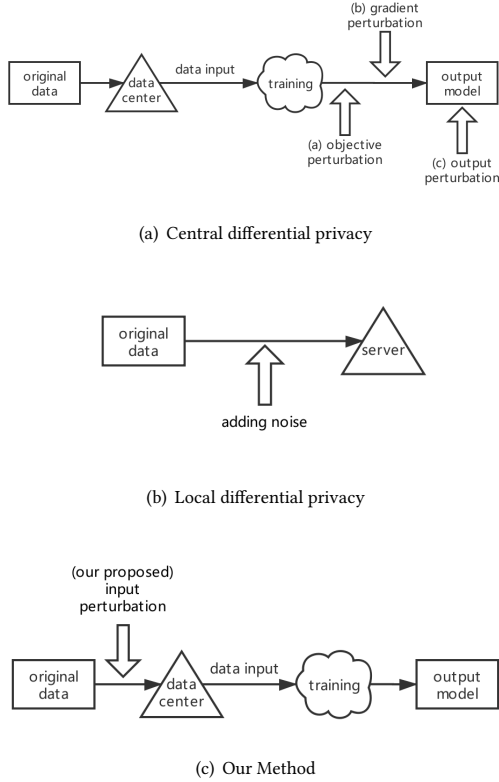 (b) gradient
perturbation
original
data
data
center
data input
training
output
model
(a) objective
perturbation
(c) output
perturbation
(a) Central differential privacy
original
data
server
adding noise
(b) Local differential privacy
(our proposed)
input
perturbation
original
data
data
center
data input
training
output
model
(c) Our Method